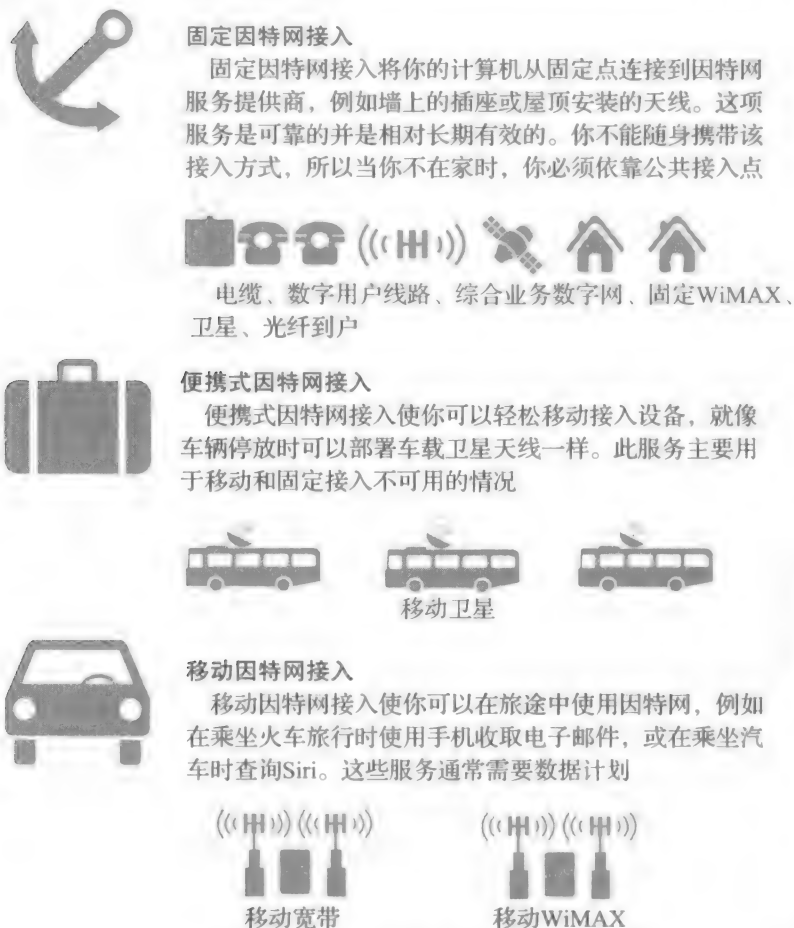 固定因特网接入
固定因特网接入将你的计算机从固定点连接到因特网
服务提供商，例如墙上的插座或屋顶安装的天线。这项
服务是可靠的并是相对长期有效的。你不能随身携带该
接入方式，所以当你不在家时，你必须依靠公共接入点
电缆、数字用户线路、综合业务数字网、固定WiMAX、
卫星、光纤到户
便携式因特网接入
便携式因特网接入使你可以轻松移动接入设备，就像
车辆停放时可以部署车载卫星天线一样。此服务主要用
于移动和固定接入不可用的情况
移动卫星
移动因特网接入
移动因特网接入使你可以在旅途中使用因特网，例如
在乘坐火车旅行时使用手机收取电子邮件，或在乘坐汽
车时查询Siri。这些服务通常需要数据计划
移动宽带
移动WiMAX